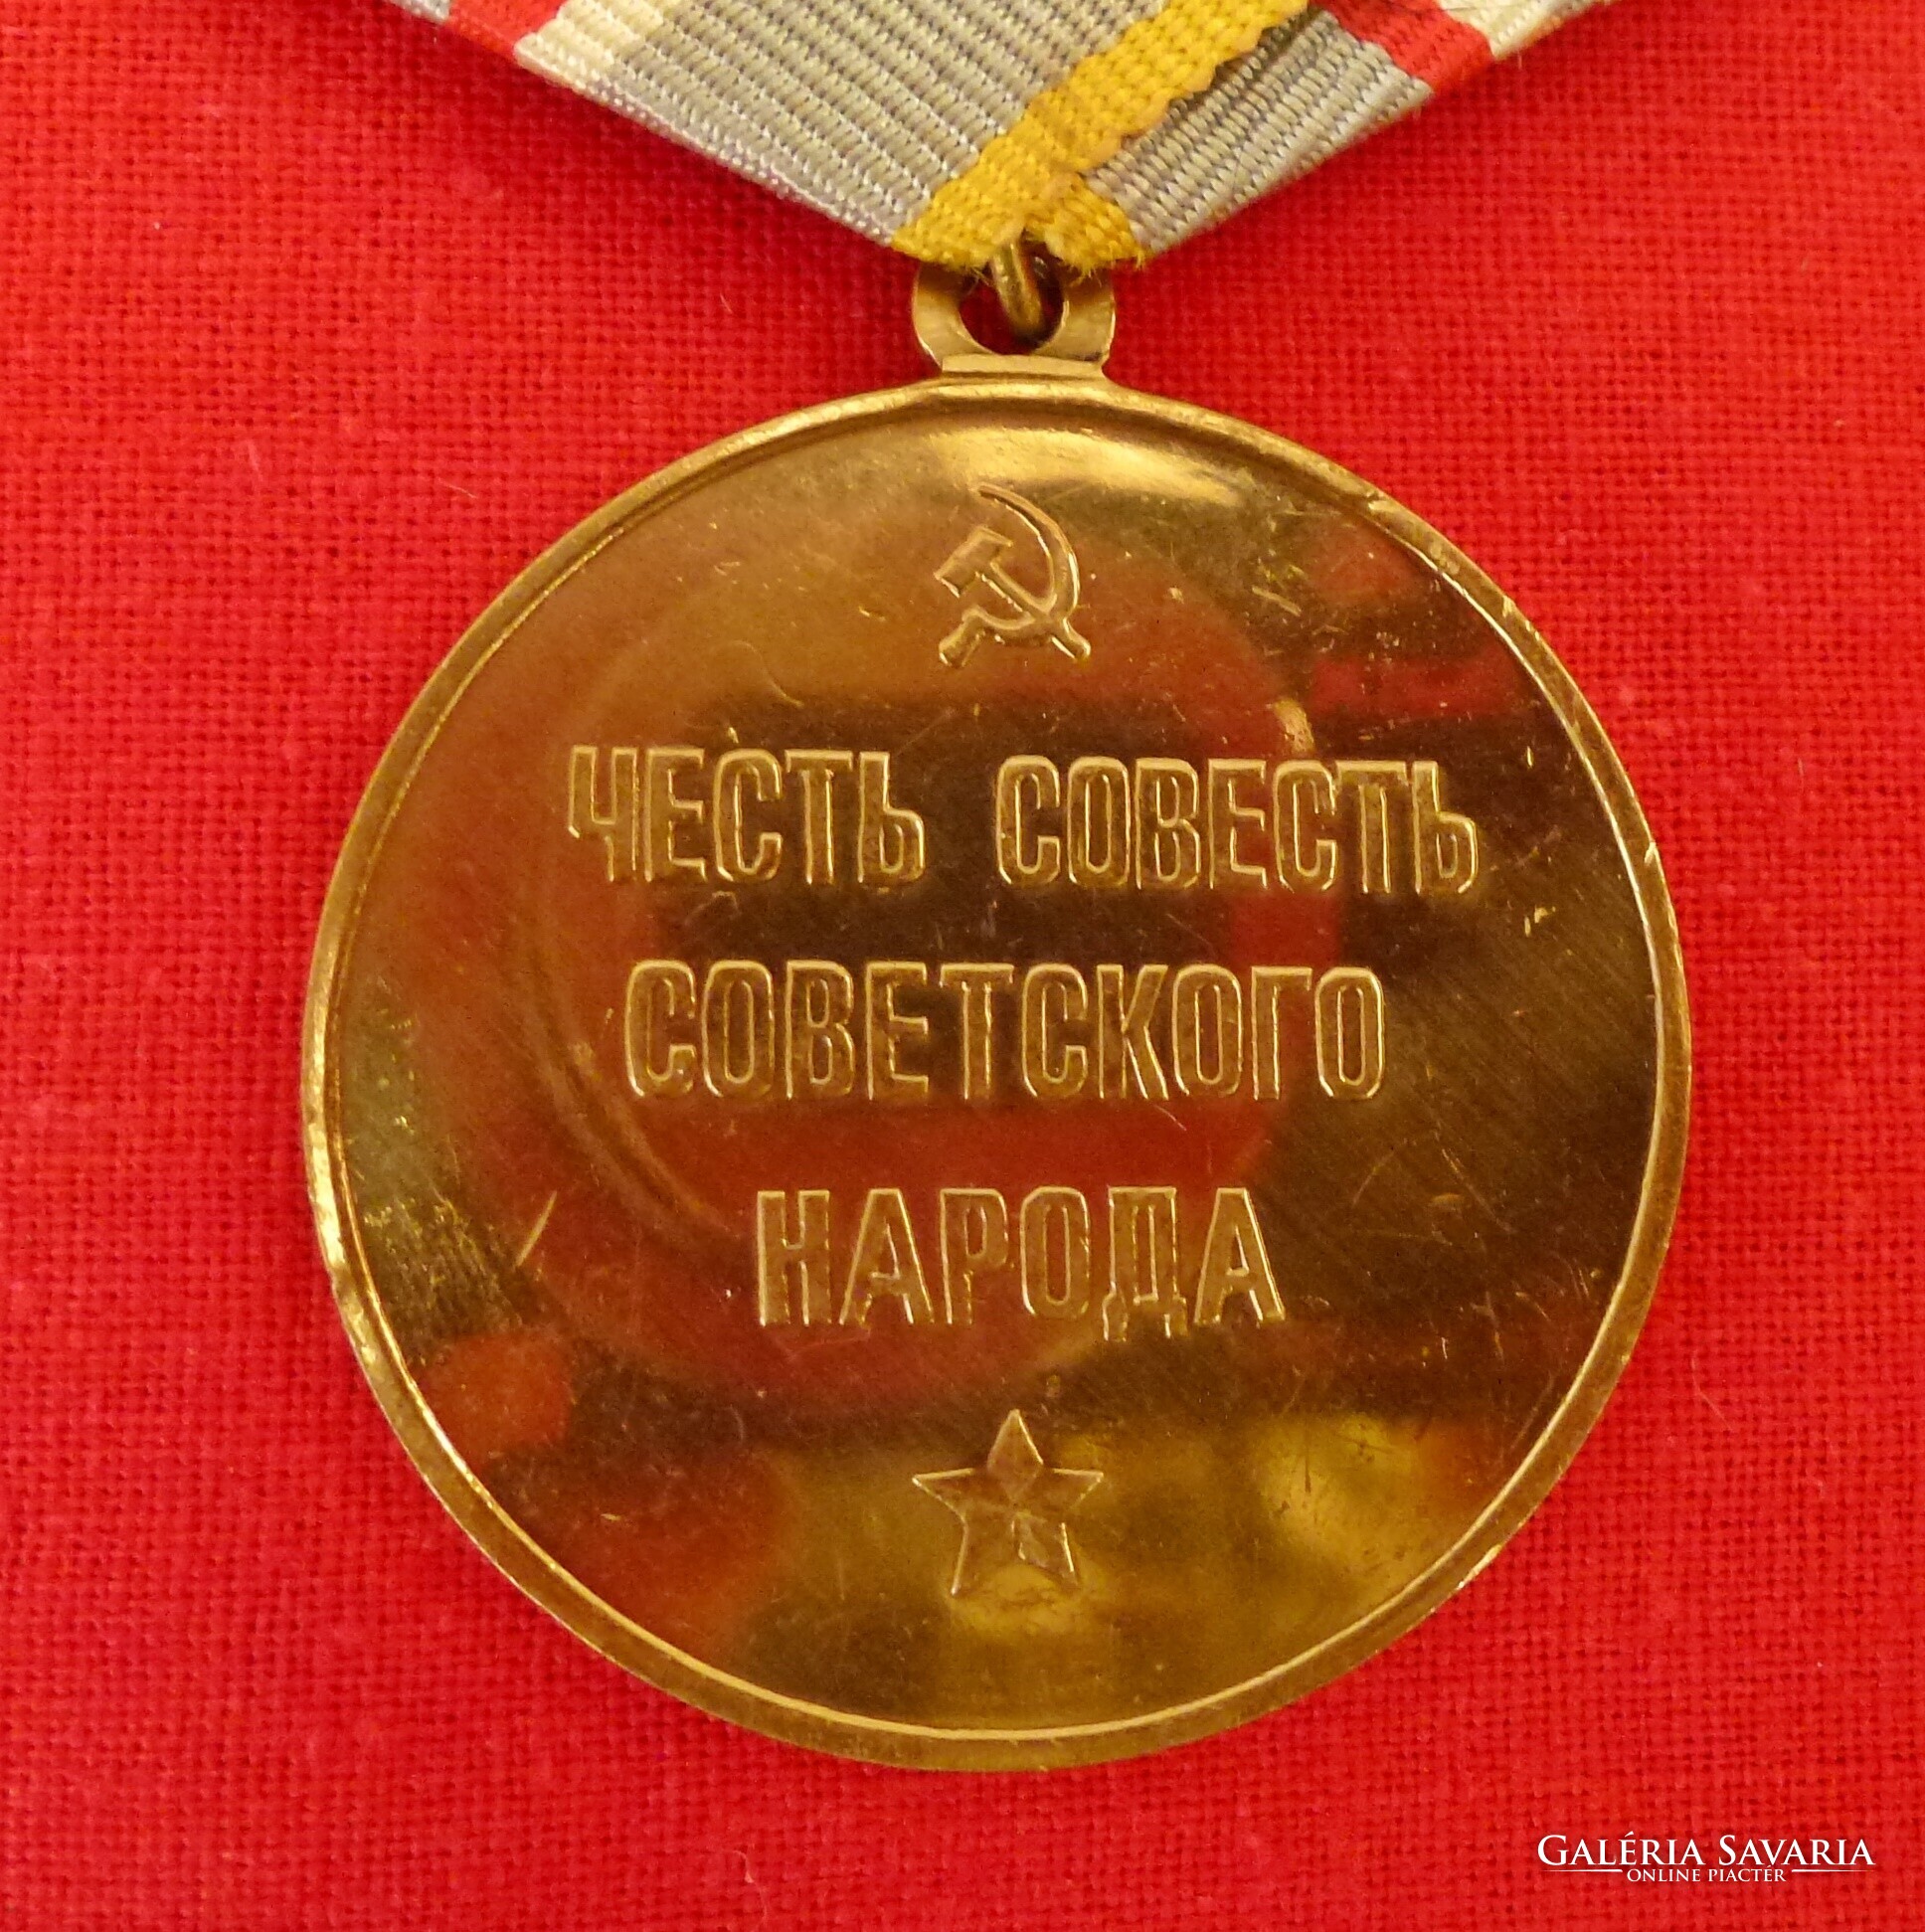 ЧЕСТЬ СОВЕСТЬ
СОВЕТСКОГО
НАРОДА
GALÉRIA SAVARIA
ONLINE PIACTÉR